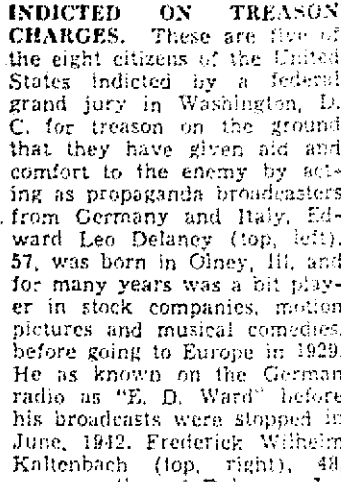 INDICTED ON TREASON
CHARGES. These are five of
the eight citizens of the United
States indicted by a federal
grand jury in Washington, D.
C. for treason on the ground
that they have given aid and
comfort to the enemy by act-
ing as propaganda broadcasters
from Germany and Italy. Ed-
ward Leo Delaney (top, left),
57, was born in Olney, Ill, and
for many years was a bit play-
er in stock companies, motion
pictures and musical comedies,
before going to Europe in 1929.
He as known on the German
radio as "E. D. Ward" before
his broadcasts were stopped in
June, 1942. Frederick Wilhelm
Kaltenbach (top, right), 48